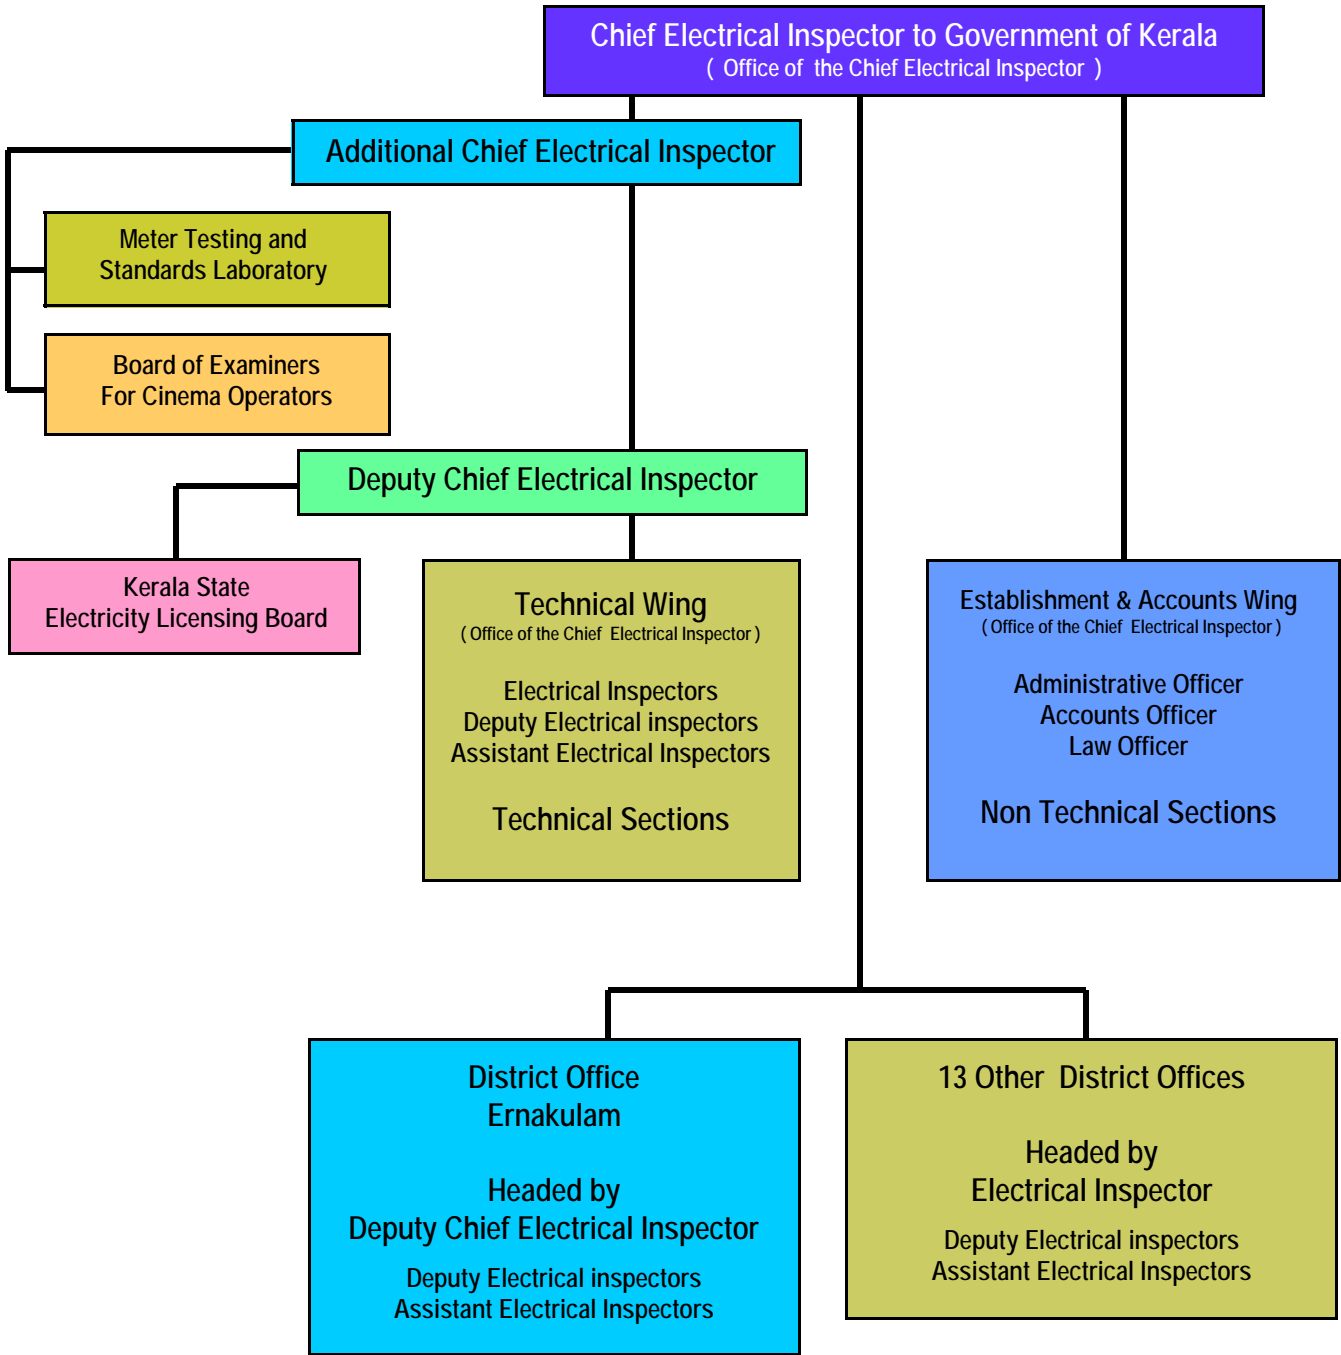 Chief Electrical Inspector to Government of Kerala
( Office of the Chief Electrical Inspector )
Additional Chief Electrical Inspector
Meter Testing and
Standards Laboratory
Board of Examiners
For Cinema Operators
Deputy Chief Electrical Inspector
Kerala State
Electricity Licensing Board
Technical Wing
( Office of the Chief Electrical Inspector )
Electrical Inspectors
Deputy Electrical inspectors
Assistant Electrical Inspectors
Technical Sections
Establishment & Accounts Wing
( Office of the Chief Electrical Inspector )
Administrative Officer
Accounts Officer
Law Officer
Non Technical Sections
District Office
Ernakulam
Headed by
Deputy Chief Electrical Inspector
Deputy Electrical inspectors
Assistant Electrical Inspectors
13 Other District Offices
Headed by
Electrical Inspector
Deputy Electrical inspectors
Assistant Electrical Inspectors